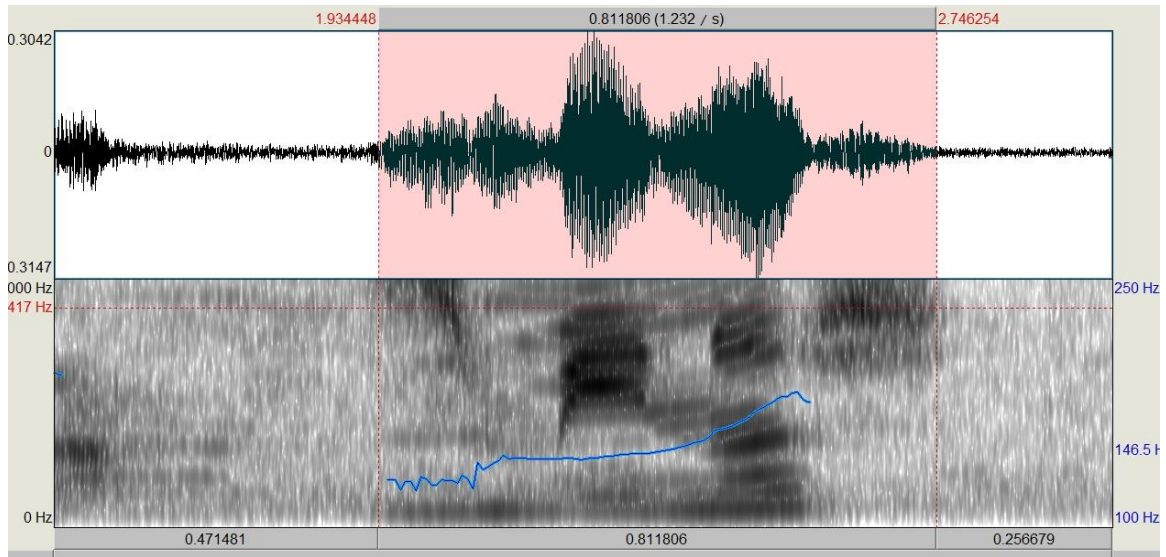 1.934448 0.811806 (1.232 / s) 2.746254
0.3042
0
0.3147
000 Hz 250 Hz
417 Hz
146.5 H
0 Hz 100 Hz
0.471481 0.811806 0.256679